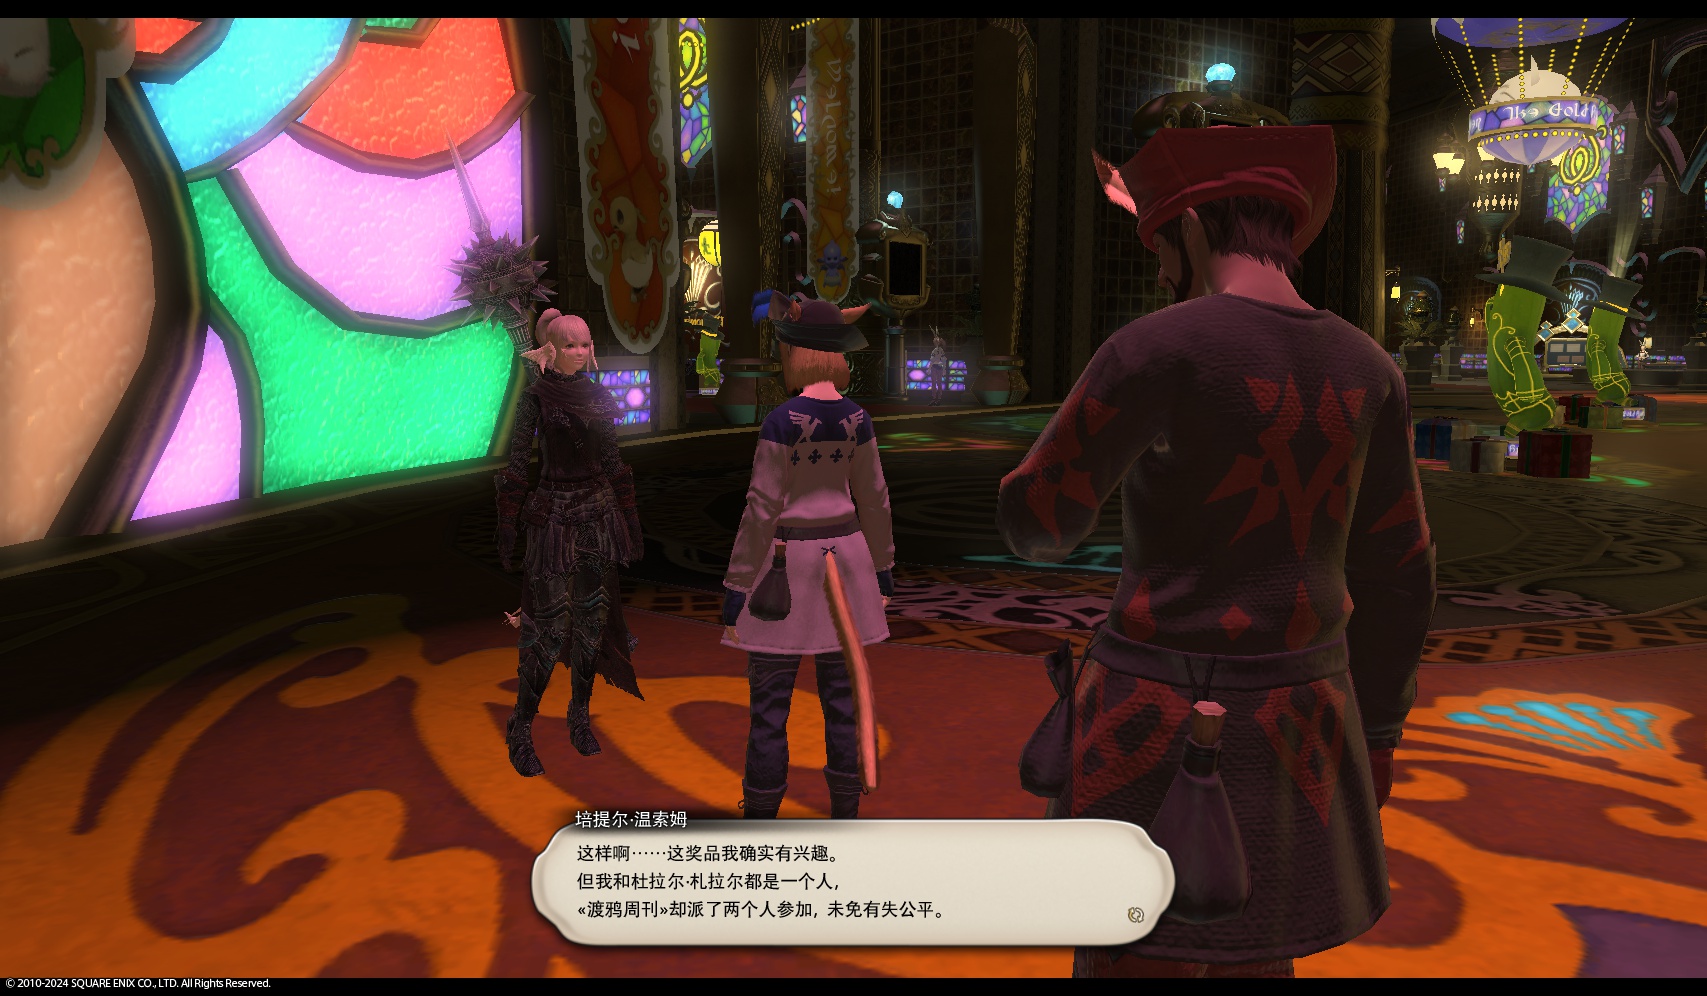 The Gold
培提尔·温索姆
这样啊……这奖品我确实有兴趣。
但我和杜拉尔·札拉尔都是一个人,
«渡鸦周刊»却派了两个人参加, 未免有失公平。
© 2010-2024 SQUARE ENIX CO., LTD. All Rights Reserved.